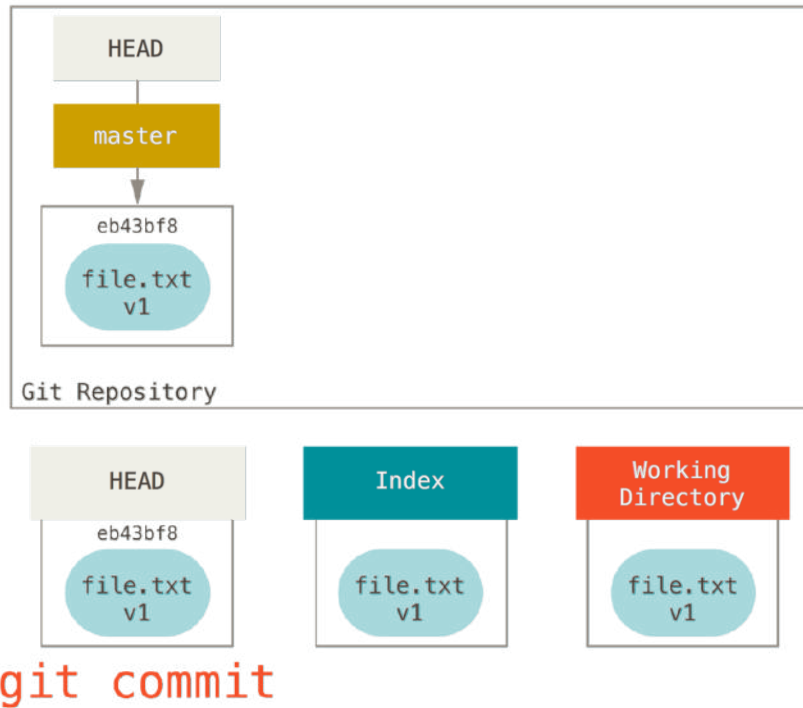 HEAD
master
eb43bf8
file.txt
v1
Git Repository
HEAD
Index
Working
Directory
eb43bf8
file.txt
v1
file.txt
v1
file.txt
v1
git commit